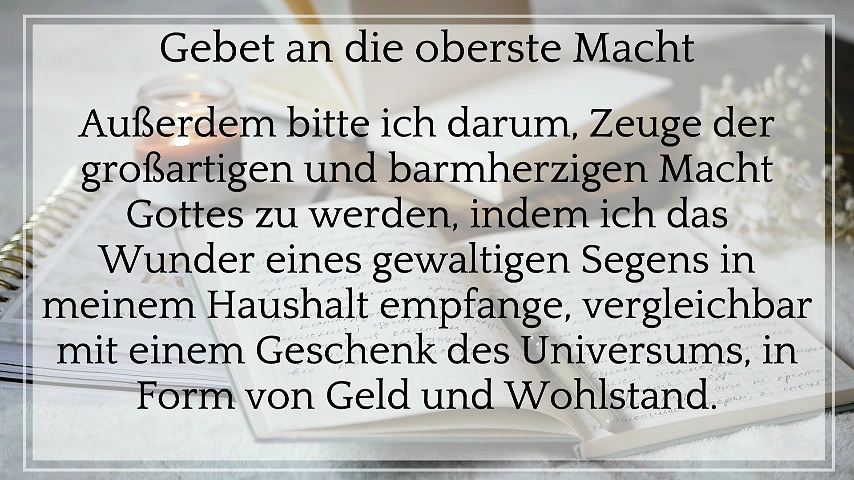 Gebet an die oberste Macht
Außerdem bitte ich darum, Zeuge der
großartigen und barmherzigen Macht
Gottes zu werden, indem ich das
Wunder eines gewaltigen Segens in
meinem Haushalt empfange, vergleichbar
mit einem Geschenk des Universums, in
Form von Geld und Wohlstand.